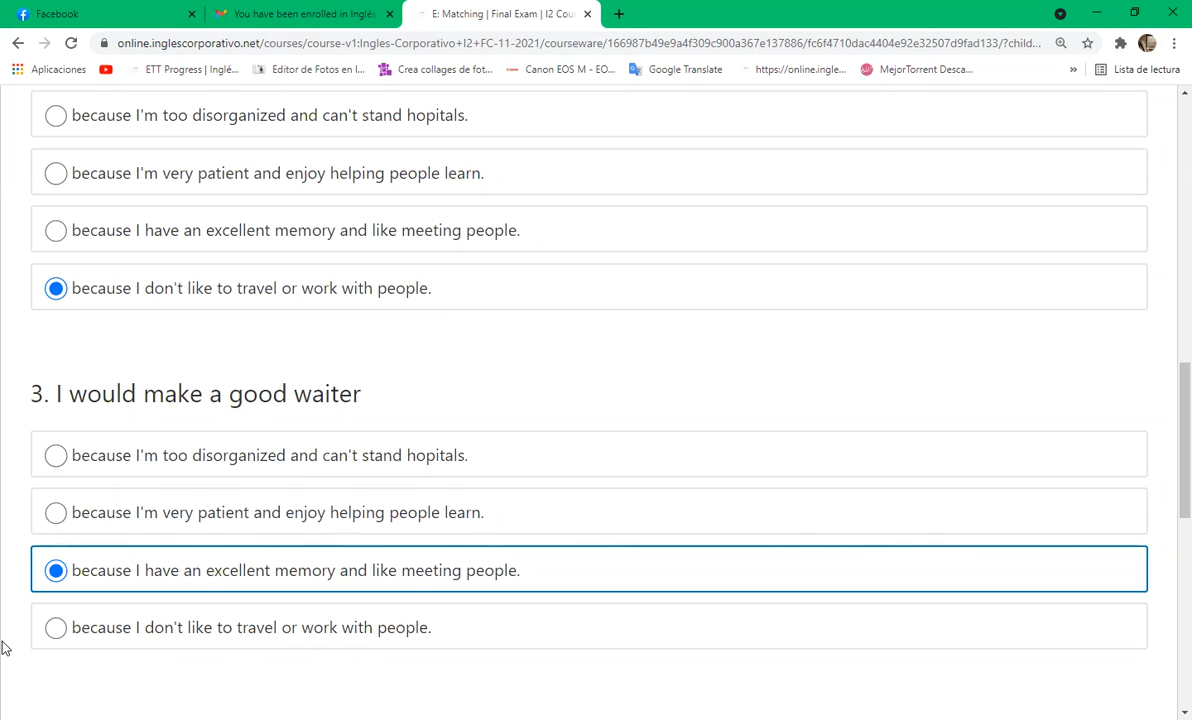 Facebook
You have been enrolled in Inglés
E: Matching | Final Exam | I2 Cou
online.inglescorporativo.net/courses/course-v1:Ingles-Corporativo+I2+FC-11-2021/courseware/166987b49e9a4f309c900a367e137886/fc6f4710dac4404e92e32507d9fad133/?child...
Aplicaciones
ETT Progress | Inglé...
Editor de Fotos en l...
Crea collages de fot...
Canon EOS M - EO...
Google Translate
https://online.ingle...
MejorTorrent Desca...
»
Lista de lectura
because I'm too disorganized and can't stand hopitals.
because I'm very patient and enjoy helping people learn.
because I have an excellent memory and like meeting people.
because I don't like to travel or work with people.
3. I would make a good waiter
because I'm too disorganized and can't stand hopitals.
because I'm very patient and enjoy helping people learn.
because I have an excellent memory and like meeting people.
because I don't like to travel or work with people.